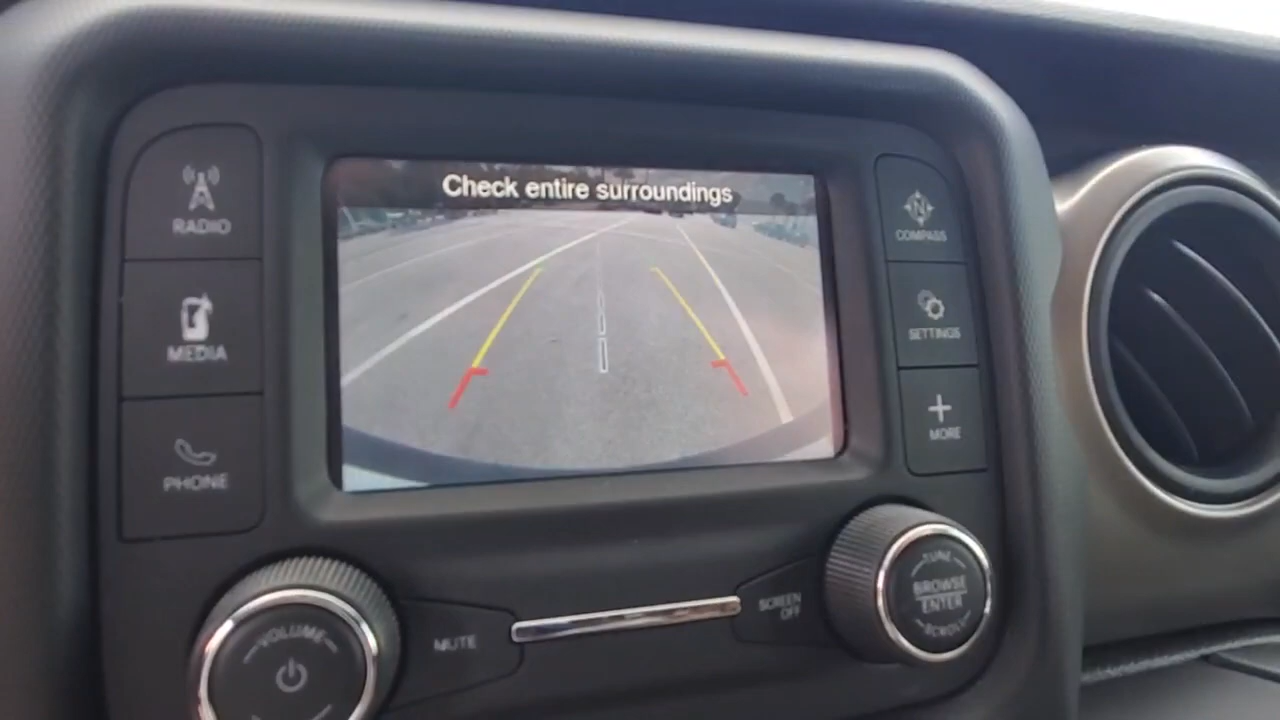 Check entire surroundings
RADIO
MEDIA
PHONE
N
COMPASS
SETTINGS
MORE
VOLUME
MUTE
SCREEN
OFF
TUNE
BROWSE
ENTER
SCROLL